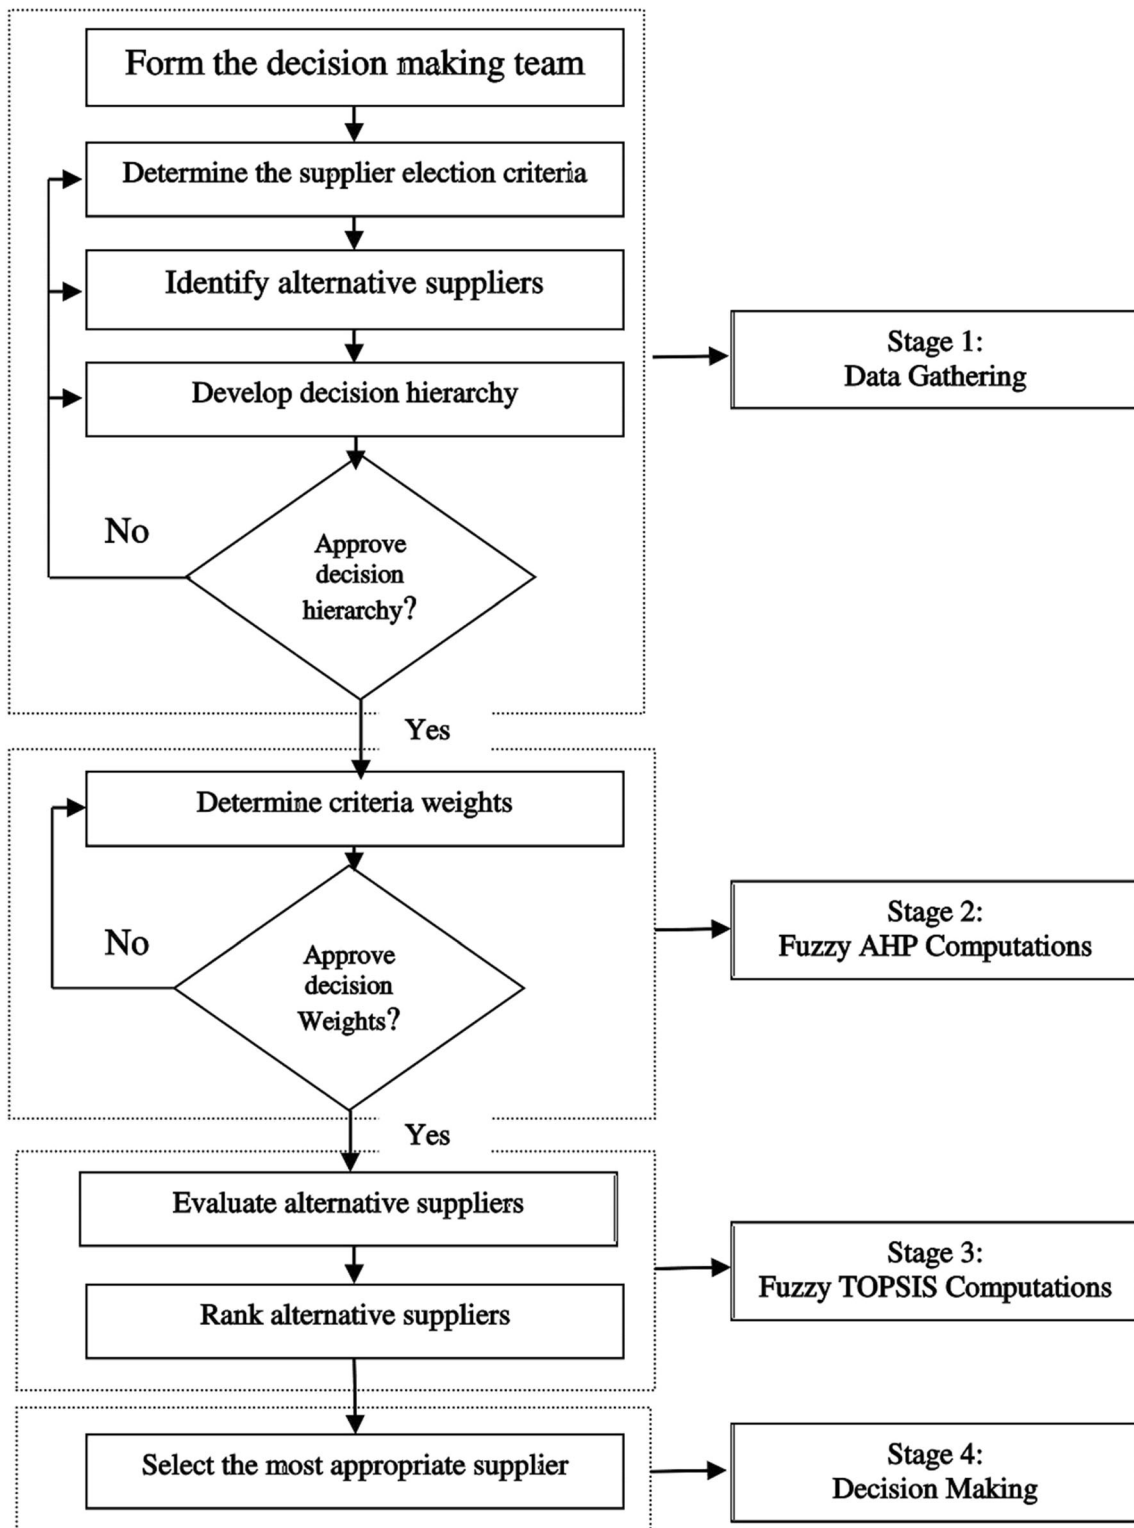 Form the decision making team
Determine the supplier election criteria
Identify alternative suppliers
Develop decision hierarchy
Stage 1:
Data Gathering
No
Approve
decision
hierarchy?
Yes
Determine criteria weights
No
Approve
decision
Weights?
Stage 2:
Fuzzy AHP Computations
Yes
Evaluate alternative suppliers
Rank alternative suppliers
Stage 3:
Fuzzy TOPSIS Computations
Select the most appropriate supplier
Stage 4:
Decision Making